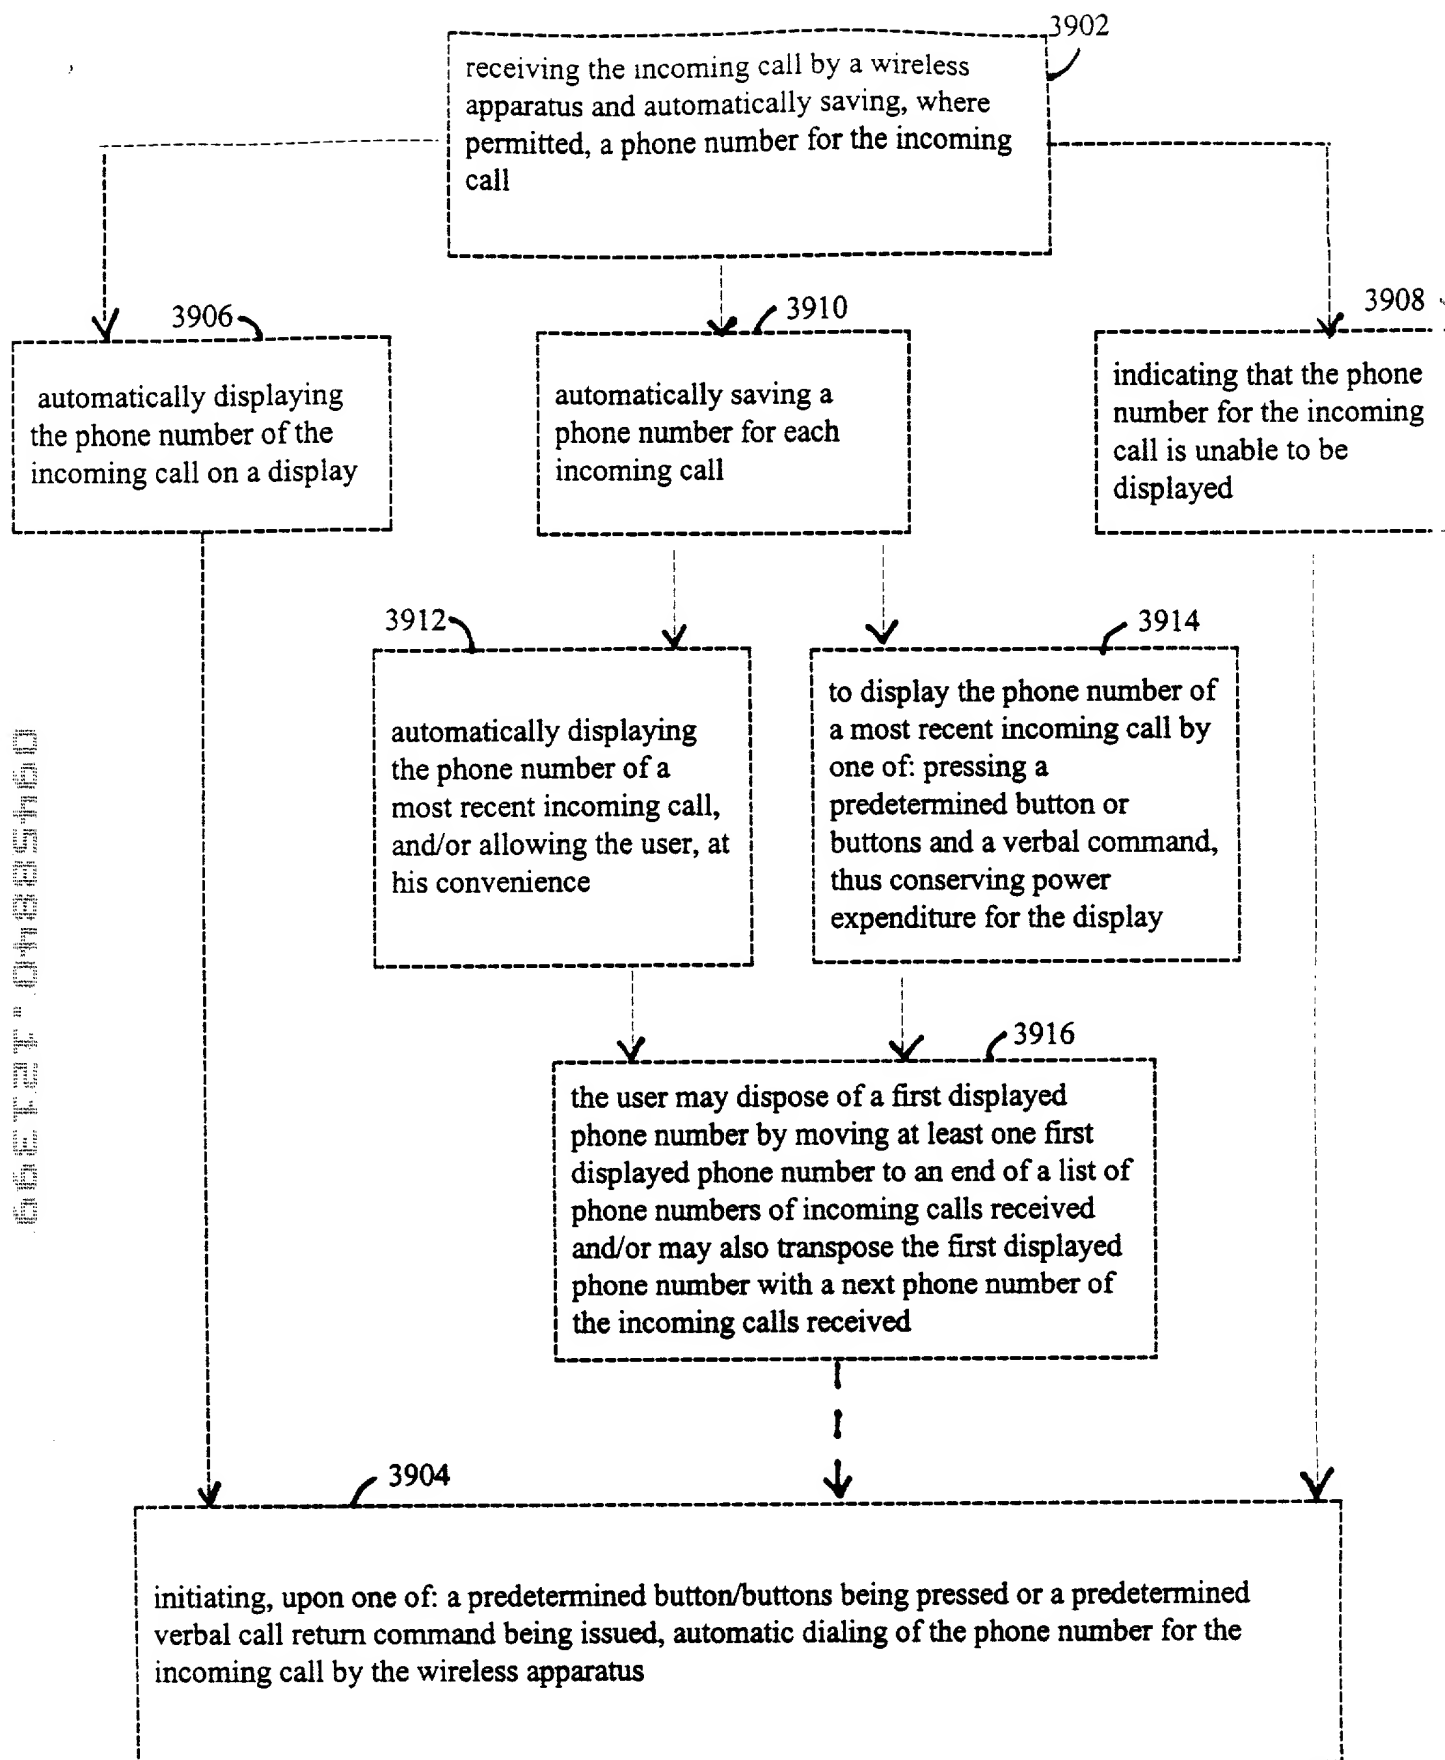 3902
receiving the incoming call by a wireless
apparatus and automatically saving, where
permitted, a phone number for the incoming
call
3906
automatically displaying
the phone number of the
incoming call on a display
3910
automatically saving a
phone number for each
incoming call
3908
indicating that the phone
number for the incoming
call is unable to be
displayed
3912
automatically displaying
the phone number of a
most recent incoming call,
and/or allowing the user, at
his convenience
3914
to display the phone number of
a most recent incoming call by
one of: pressing a
predetermined button or
buttons and a verbal command,
thus conserving power
expenditure for the display
3916
the user may dispose of a first displayed
phone number by moving at least one first
displayed phone number to an end of a list of
phone numbers of incoming calls received
and/or may also transpose the first displayed
phone number with a next phone number of
the incoming calls received
3904
initiating, upon one of: a predetermined button/buttons being pressed or a predetermined
verbal call return command being issued, automatic dialing of the phone number for the
incoming call by the wireless apparatus